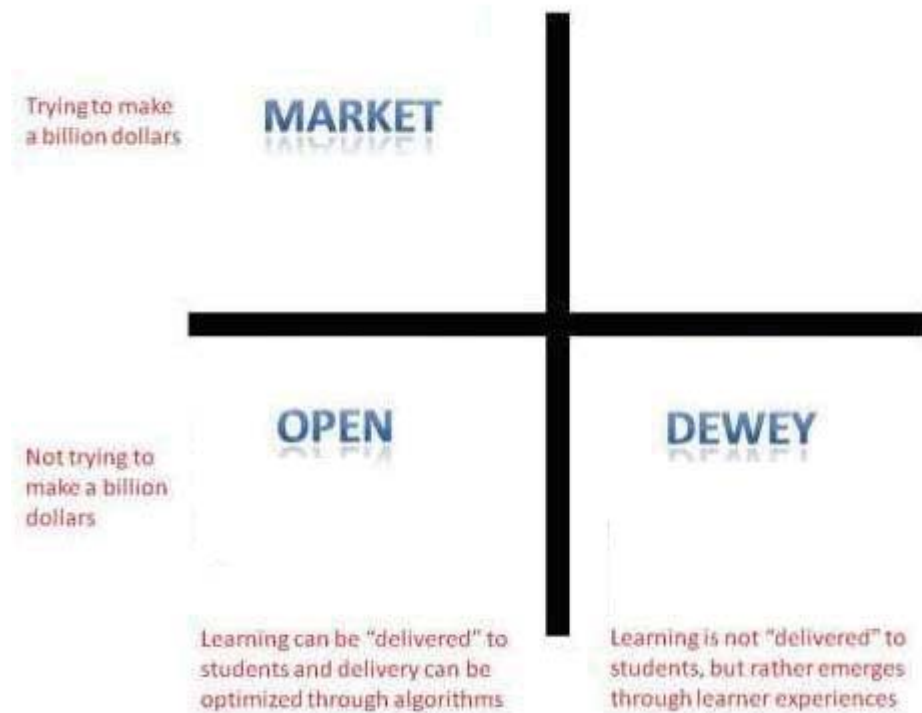 Trying to make
a billion dollars
MARKET
OPEN
DEWEY
Not trying to
make a billion
dollars
Learning can be “delivered” to
students and delivery can be
optimized through algorithms
Learning is not “delivered” to
students, but rather emerges
through learner experiences